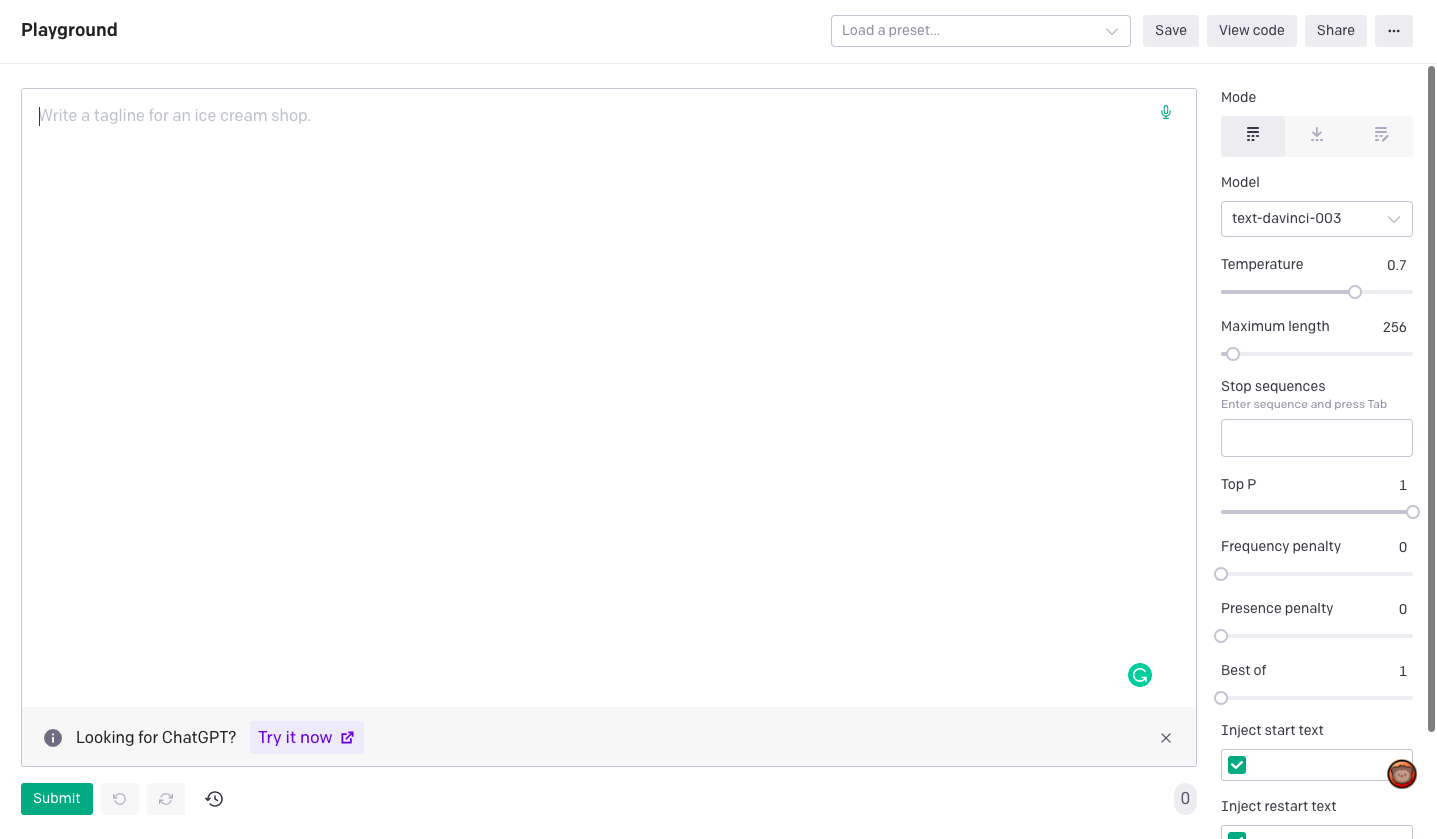 Playground
Load a preset...
Save
View code
Share
Write a tagline for an ice cream shop.
Looking for ChatGPT?
Try it now
Submit
0
Mode
Model
text-davinci-003
Temperature
0.7
Maximum length
256
Stop sequences
Enter sequence and press Tab
Top P
1
Frequency penalty
0
Presence penalty
0
Best of
1
Inject start text
Inject restart text